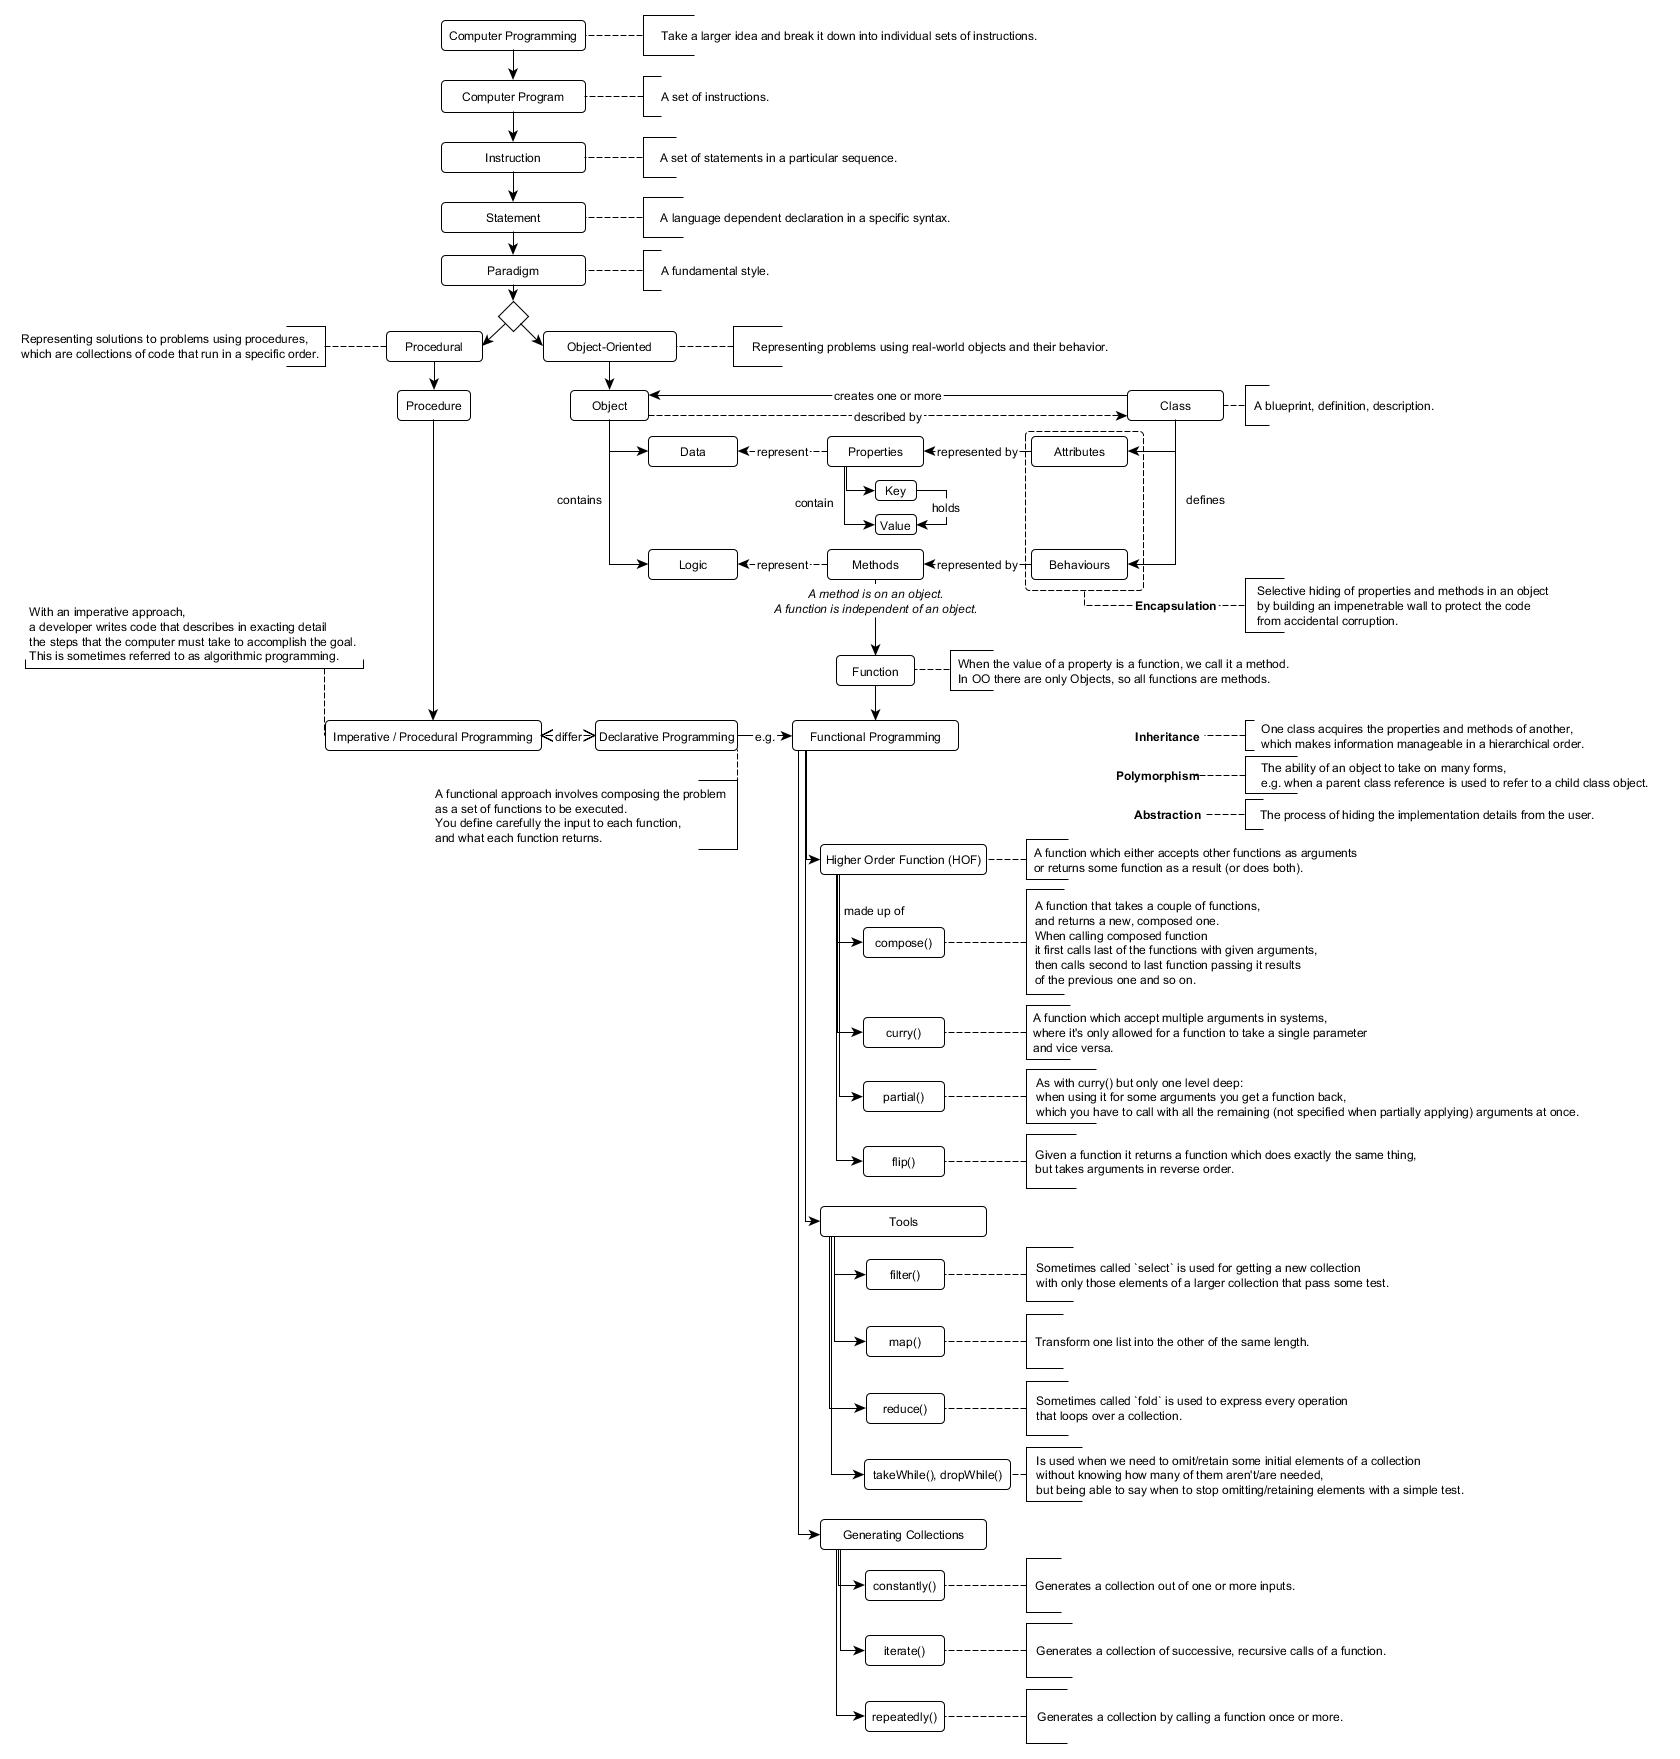 Computer Programming
Take a larger idea and break it down into individual sets of instructions.
Computer Program
A set of instructions.
Instruction
A set of statements in a particular sequence.
Statement
A language dependent declaration in a specific syntax.
Paradigm
A fundamental style.
Representing solutions to problems using procedures,
which are collections of code that run in a specific order.
Procedural
Object-Oriented
Representing problems using real-world objects and their behavior.
Procedure
Object
creates one or more
described by
Class
A blueprint, definition, description.
Data
represent
Properties
represented by
Attributes
contains
contain
Key
holds
Value
defines
Logic
represent
Methods
represented by
Behaviours
A method is on an object.
A function is independent of an object.
Encapsulation
Selective hiding of properties and methods in an object
by building an impenetrable wall to protect the code
from accidental corruption.
With an imperative approach,
a developer writes code that describes in exacting detail
the steps that the computer must take to accomplish the goal.
This is sometimes referred to as algorithmic programming.
Function
When the value of a property is a function, we call it a method.
In OO there are only Objects, so all functions are methods.
Imperative / Procedural Programming
differ
Declarative Programming
e.g.
Functional Programming
Inheritance
One class acquires the properties and methods of another,
which makes information manageable in a hierarchical order.
Polymorphism
The ability of an object to take on many forms,
e.g. when a parent class reference is used to refer to a child class object.
Abstraction
The process of hiding the implementation details from the user.
A functional approach involves composing the problem
as a set of functions to be executed.
You define carefully the input to each function,
and what each function returns.
Higher Order Function (HOF)
A function which either accepts other functions as arguments
or returns some function as a result (or does both).
made up of
compose()
A function that takes a couple of functions,
and returns a new, composed one.
When calling composed function
it first calls last of the functions with given arguments,
then calls second to last function passing it results
of the previous one and so on.
curry()
A function which accept multiple arguments in systems,
where it's only allowed for a function to take a single parameter
and vice versa.
partial()
As with curry() but only one level deep:
when using it for some arguments you get a function back,
which you have to call with all the remaining (not specified when partially applying) arguments at once.
flip()
Given a function it returns a function which does exactly the same thing,
but takes arguments in reverse order.
Tools
filter()
Sometimes called `select` is used for getting a new collection
with only those elements of a larger collection that pass some test.
map()
Transform one list into the other of the same length.
reduce()
Sometimes called `fold` is used to express every operation
that loops over a collection.
takeWhile(), dropWhile()
Is used when we need to omit/retain some initial elements of a collection
without knowing how many of them aren't/are needed,
but being able to say when to stop omitting/retaining elements with a simple test.
Generating Collections
constantly()
Generates a collection out of one or more inputs.
iterate()
Generates a collection of successive, recursive calls of a function.
repeatedly()
Generates a collection by calling a function once or more.